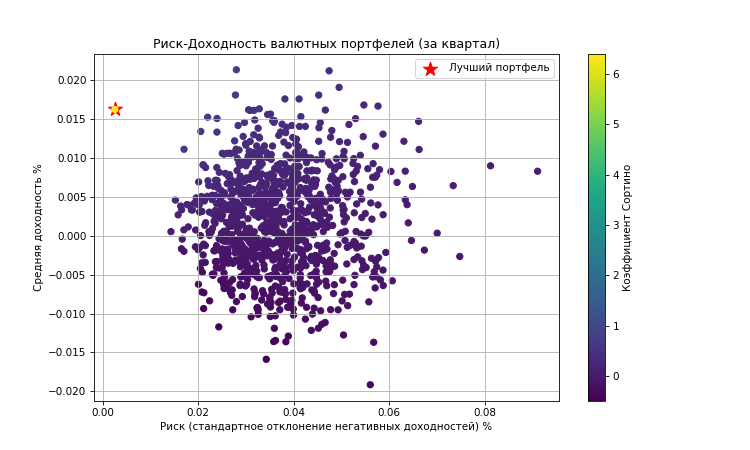 Риск-Доходность валютных портфелей (за квартал)
Лучший портфель
Средняя доходность %
0.020
0.015
0.010
0.005
0.000
−0.005
−0.010
−0.015
−0.020
0.00 0.02 0.04 0.06 0.08
Риск (стандартное отклонение негативных доходностей) %
6
5
4
3
2
1
0
Коэффициент Сортино